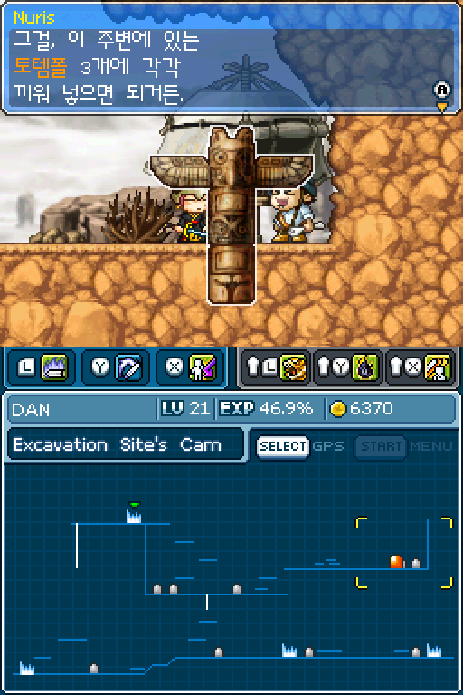 Nuris
그걸, 이 주변에 있는
토템폴 3개에 각각
끼워 넣으면 되거든.
A
L Y X L Y X
DAN LV 21 EXP 46.9% 6370
Excavation Site's Cam SELECT GPS START MENU